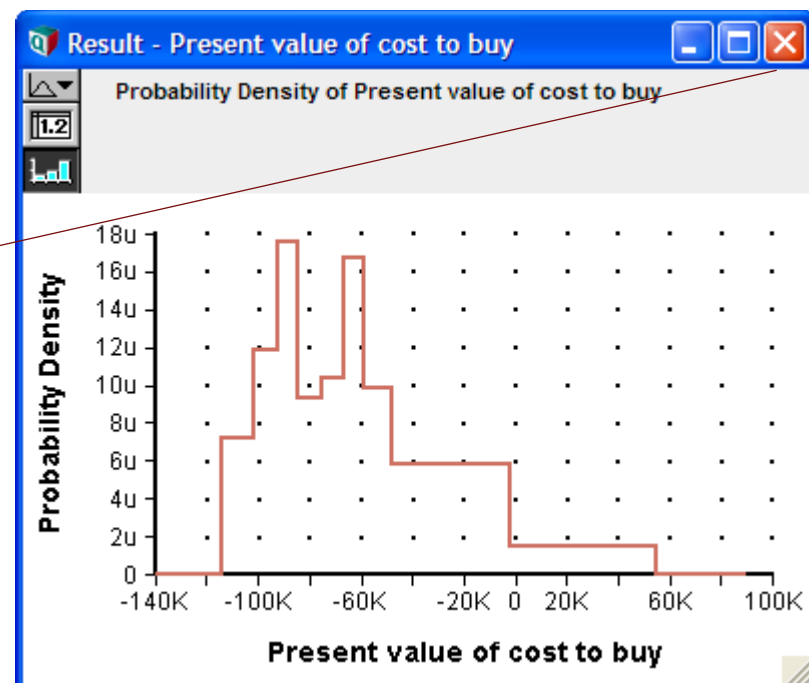 Result - Present value of cost to buy
Probability Density of Present value of cost to buy
1.2
18u
16u
14u
12u
10u
8u
6u
4u
2u
0
Probability Density
-140K -100K -60K -20K 0 20K 60K 100K
Present value of cost to buy